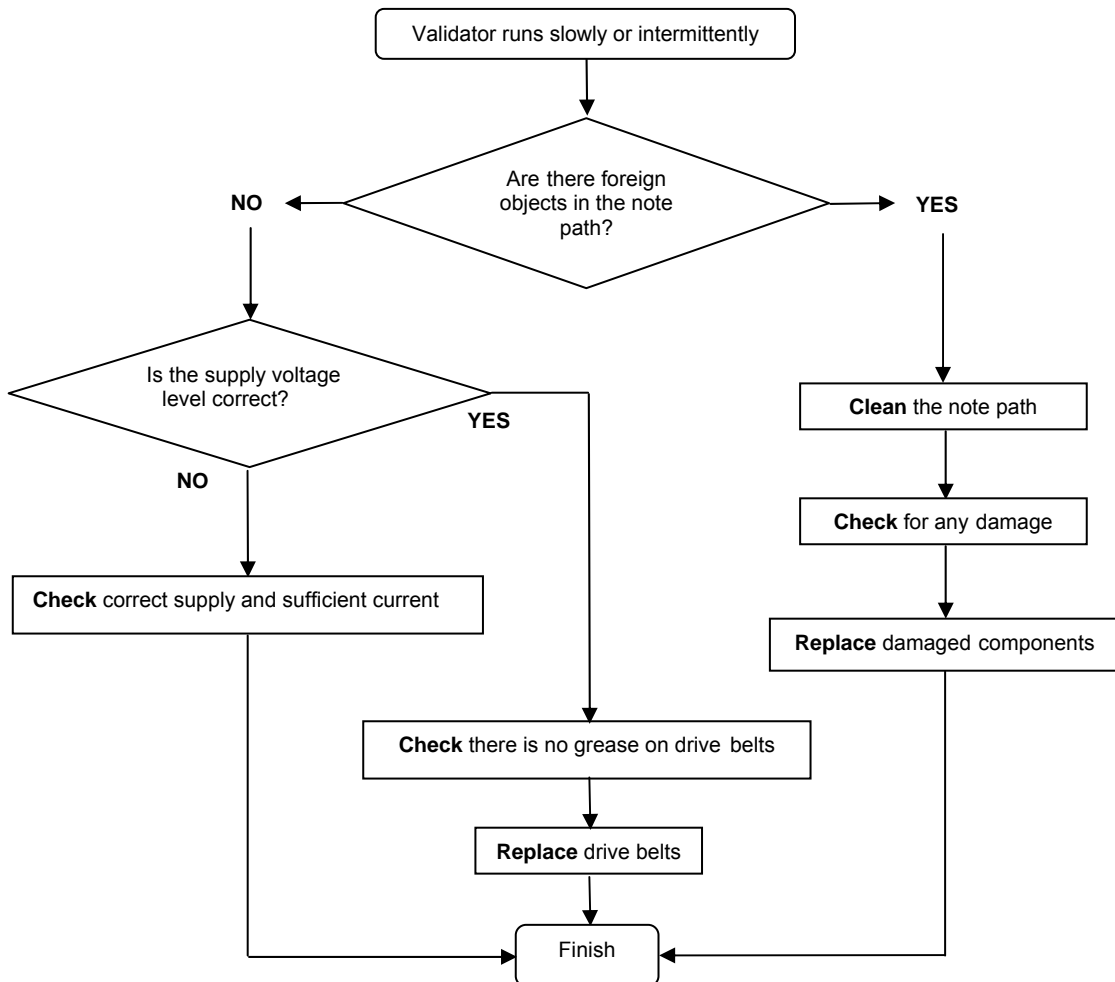 Validator runs slowly or intermittently
Are there foreign
objects in the note
path?
NO
YES
Is the supply voltage
level correct?
YES
NO
Clean the note path
Check for any damage
Check correct supply and sufficient current
Replace damaged components
Check there is no grease on drive belts
Replace drive belts
Finish